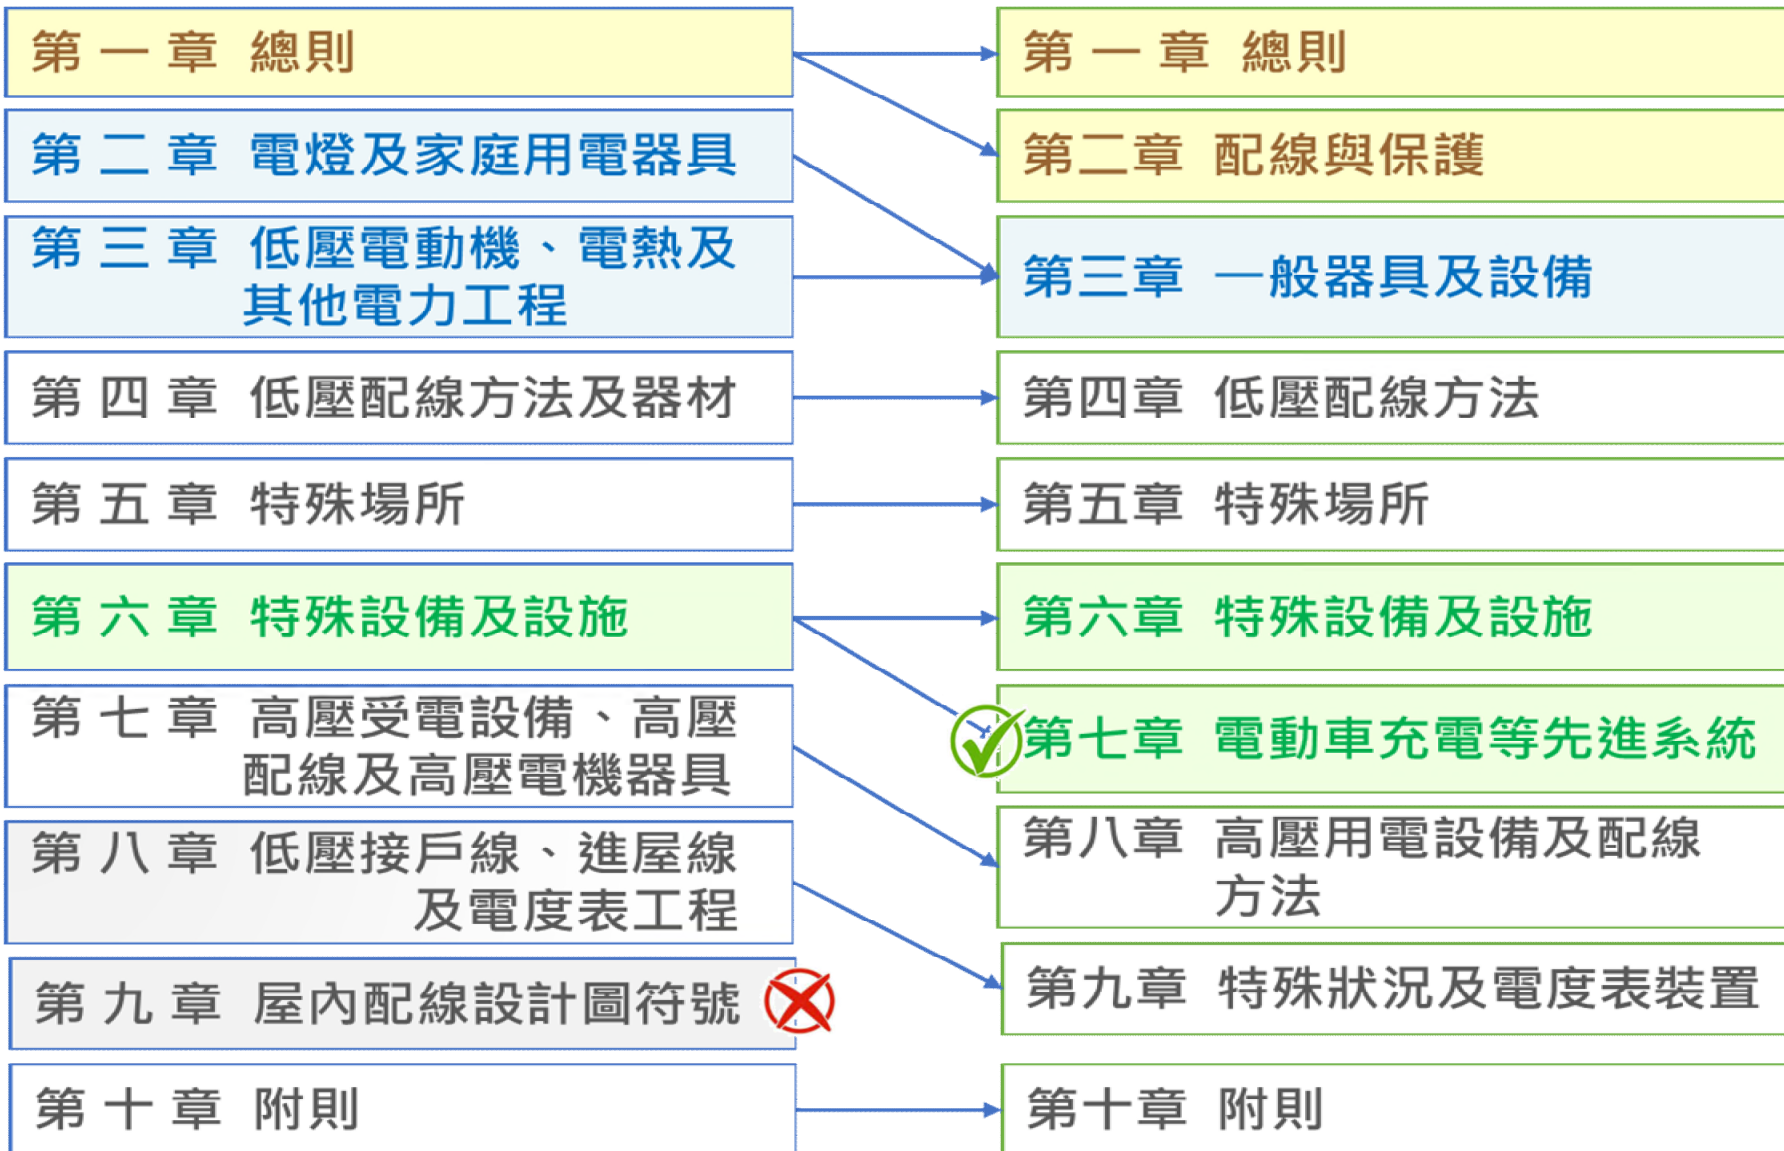 第一章 總則
第二章 電燈及家庭用電器具
第三章 低壓電動機、電熱及
其他電力工程
第四章 低壓配線方法及器材
第五章 特殊場所
第六章 特殊設備及設施
第七章 高壓受電設備、高壓
配線及高壓電機器具
第八章 低壓接戶線、進屋線
及電度表工程
第九章 屋內配線設計圖符號
第十章 附則
第一章 總則
第二章 配線與保護
第三章 一般器具及設備
第四章 低壓配線方法
第五章 特殊場所
第六章 特殊設備及設施
第七章 電動車充電等先進系統
第八章 高壓用電設備及配線
方法
第九章 特殊狀況及電度表裝置
第十章 附則